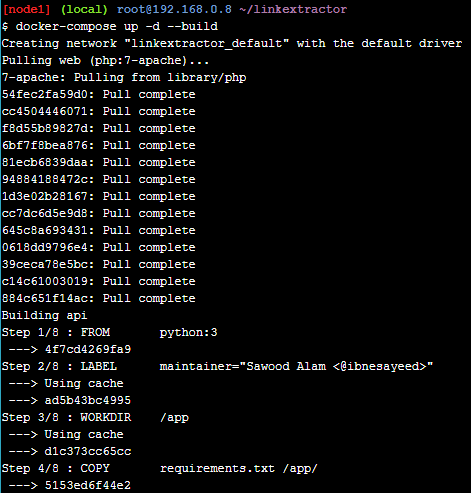 [node1] (local) root@192.168.0.8 ~/linkextractor
$ docker-compose up -d --build
Creating network "linkextractor_default" with the default driver
Pulling web (php:7-apache)...
7-apache: Pulling from library/php
54fec2fa59d0: Pull complete
cc4504446071: Pull complete
f8d55b89827d: Pull complete
6bf7f8bea876: Pull complete
81ecb6839daa: Pull complete
94884188472c: Pull complete
1d3e02b28167: Pull complete
cc7dc6d5e9d8: Pull complete
645c8a693431: Pull complete
0618dd9796e4: Pull complete
39ceca78e5bc: Pull complete
c14c61003019: Pull complete
884c651f14ac: Pull complete
Building api
Step 1/8 : FROM       python:3
 ---> 4f7cd4269fa9
Step 2/8 : LABEL      maintainer="Sawood Alam <@ibnesayeed>"
 ---> Using cache
 ---> ad5b43bc4995
Step 3/8 : WORKDIR    /app
 ---> Using cache
 ---> d1c373cc65cc
Step 4/8 : COPY       requirements.txt /app/
 ---> 5153ed6f44e2